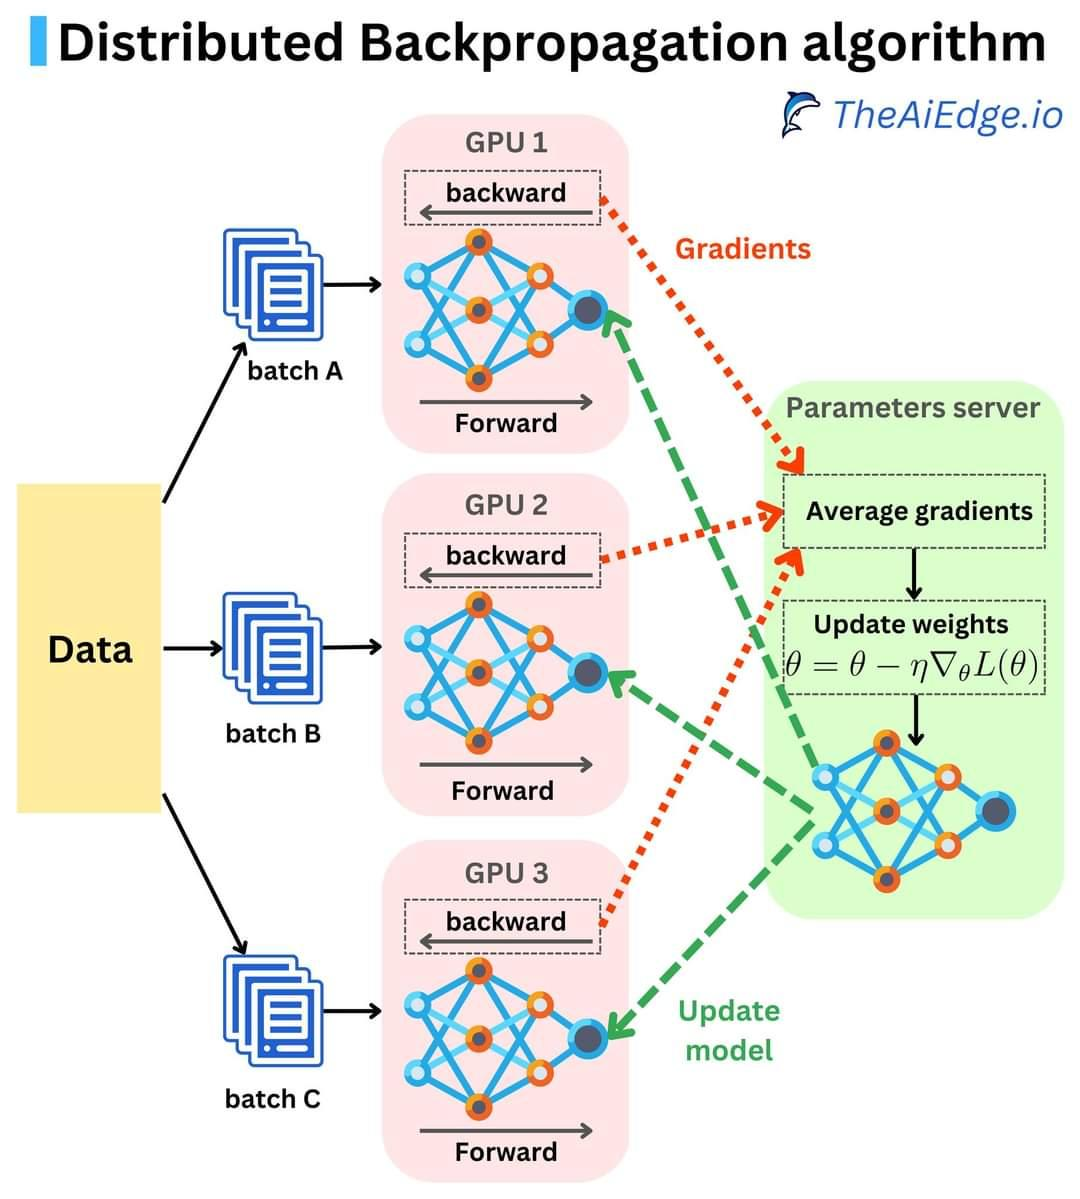 Distributed Backpropagation algorithm
TheAiEdge.io
GPU 1
backward
Gradients
batch A
Forward
Parameters server
GPU 2
Average gradients
backward
Update weights
θ = θ − η∇θL(θ)
Data
batch B
Forward
GPU 3
backward
Update
model
batch C
Forward